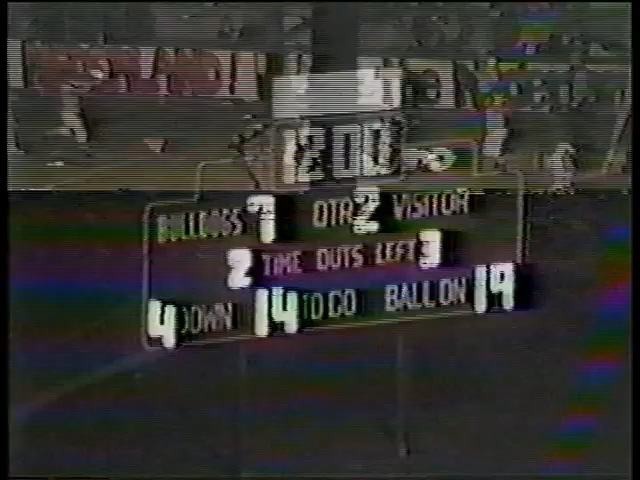 12:00
BULLDOGS 7 QTR 2 VISITOR
2 TIME OUTS LEFT 3
4 DOWN 14 TO GO BALL ON 19